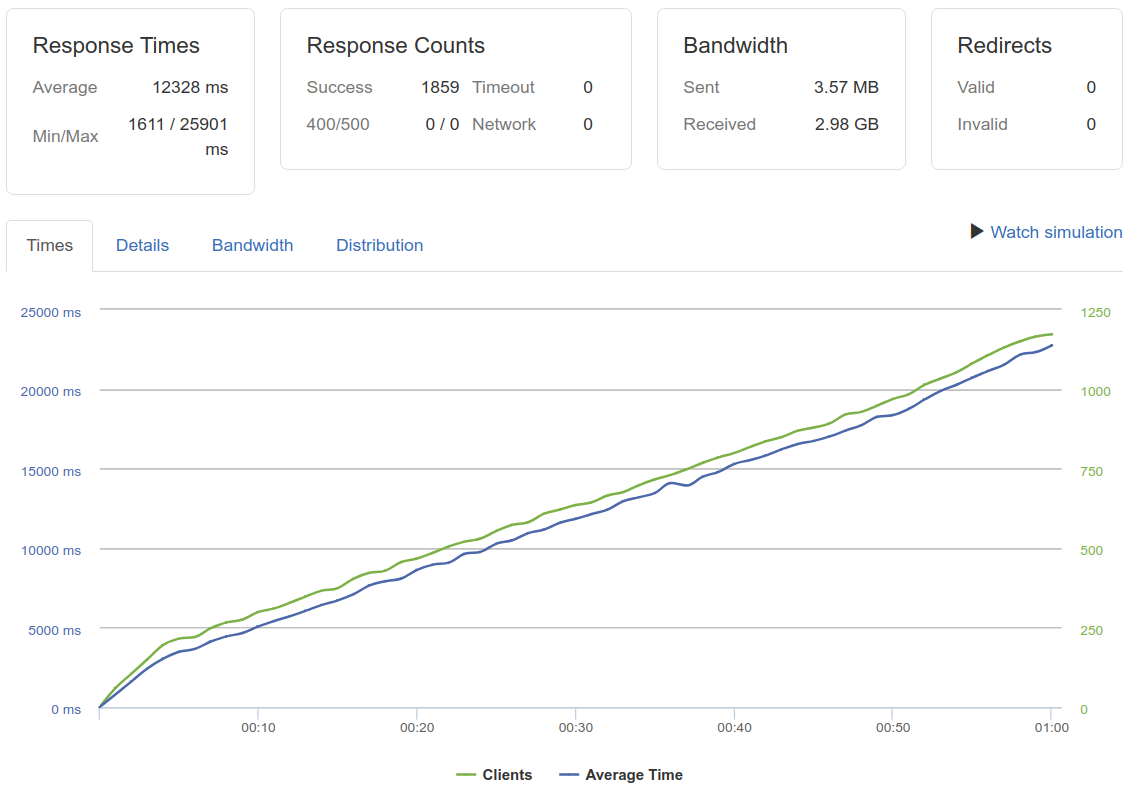 Response Times
Average 12328 ms
Min/Max 1611 / 25901 ms
Response Counts
Success 1859 Timeout 0
400/500 0 / 0 Network 0
Bandwidth
Sent 3.57 MB
Received 2.98 GB
Redirects
Valid 0
Invalid 0
Times Details Bandwidth Distribution
Watch simulation
25000 ms 1250
20000 ms 1000
15000 ms 750
10000 ms 500
5000 ms 250
0 ms 0
00:10 00:20 00:30 00:40 00:50 01:00
Clients Average Time